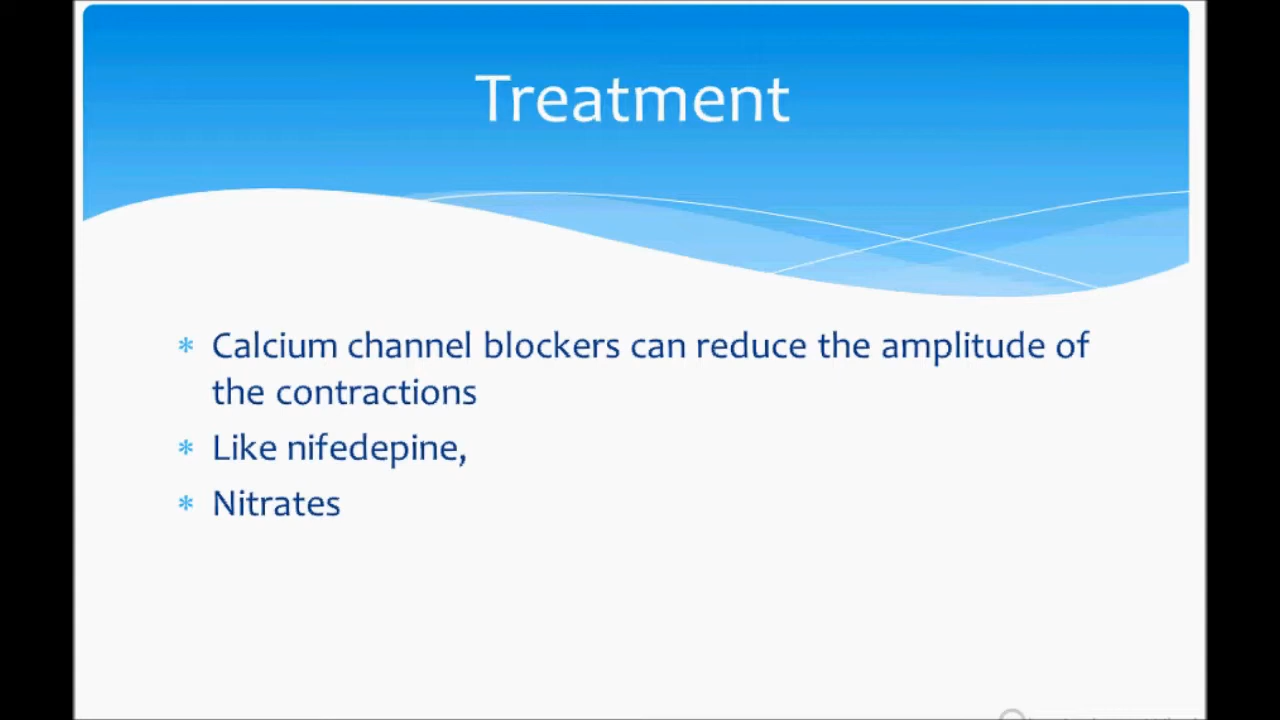 Treatment
* Calcium channel blockers can reduce the amplitude of
the contractions
* Like nifedepine,
* Nitrates